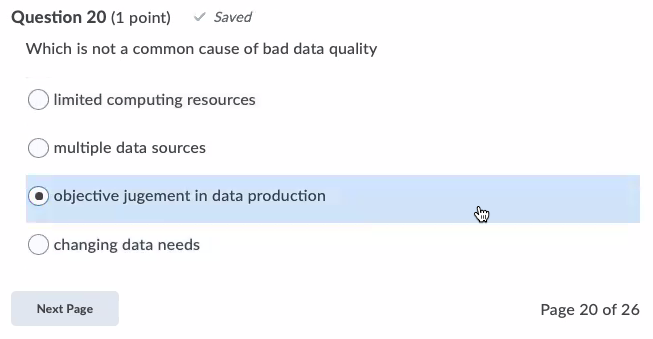 Question 20 (1 point) ✓ Saved
Which is not a common cause of bad data quality
limited computing resources
multiple data sources
objective jugement in data production
changing data needs
Next Page Page 20 of 26